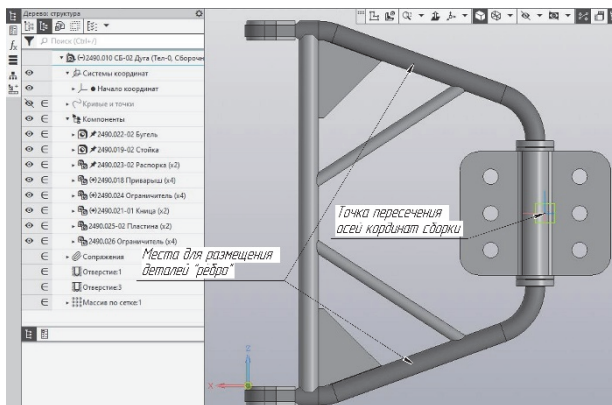 Дерево: структура
Поиск (Ctrl+/)
(-)2490.010 СБ-02 Дуга (Тел-0, Сборочн
Системы координат
Начало координат
Кривые и точки
Компоненты
2490.022-02 Бугель
2490.019-02 Стойка
2490.023-02 Распорка (x2)
(+)2490.018 Приварыш (x4)
(+)2490.024 Ограничитель (x4)
(+)2490.021-01 Кница (x2)
2490.025-02 Пластина (x2)
2490.026 Ограничитель (x4)
Сопряжения
Отверстие:1
Отверстие:3
Массив по сетке:1
Точка пересечения
осей кординат сборки
Места для размещения
деталей "ребро"
Z
X